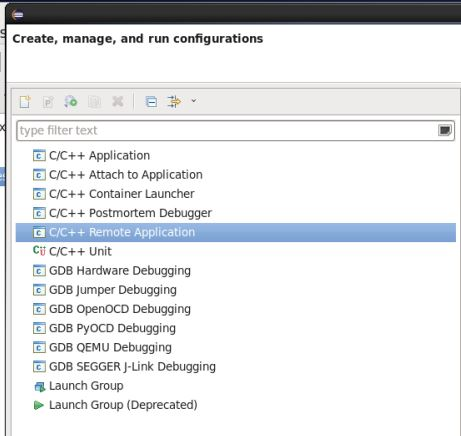 Create, manage, and run configurations
type filter text
C/C++ Application
C/C++ Attach to Application
C/C++ Container Launcher
C/C++ Postmortem Debugger
C/C++ Remote Application
C/C++ Unit
GDB Hardware Debugging
GDB Jumper Debugging
GDB OpenOCD Debugging
GDB PyOCD Debugging
GDB QEMU Debugging
GDB SEGGER J-Link Debugging
Launch Group
Launch Group (Deprecated)